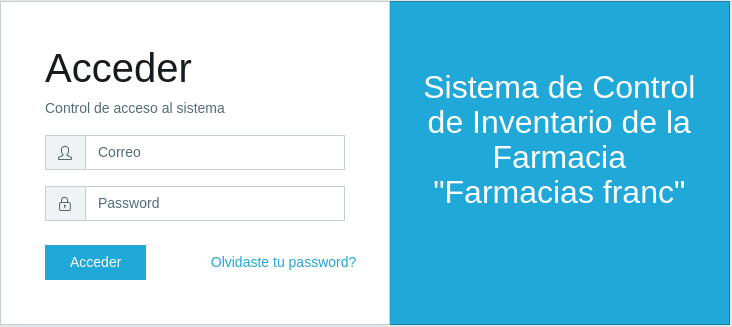 Acceder
Control de acceso al sistema
Correo
Password
Acceder
Olvidaste tu password?
Sistema de Control
de Inventario de la
Farmacia
"Farmacias franc"